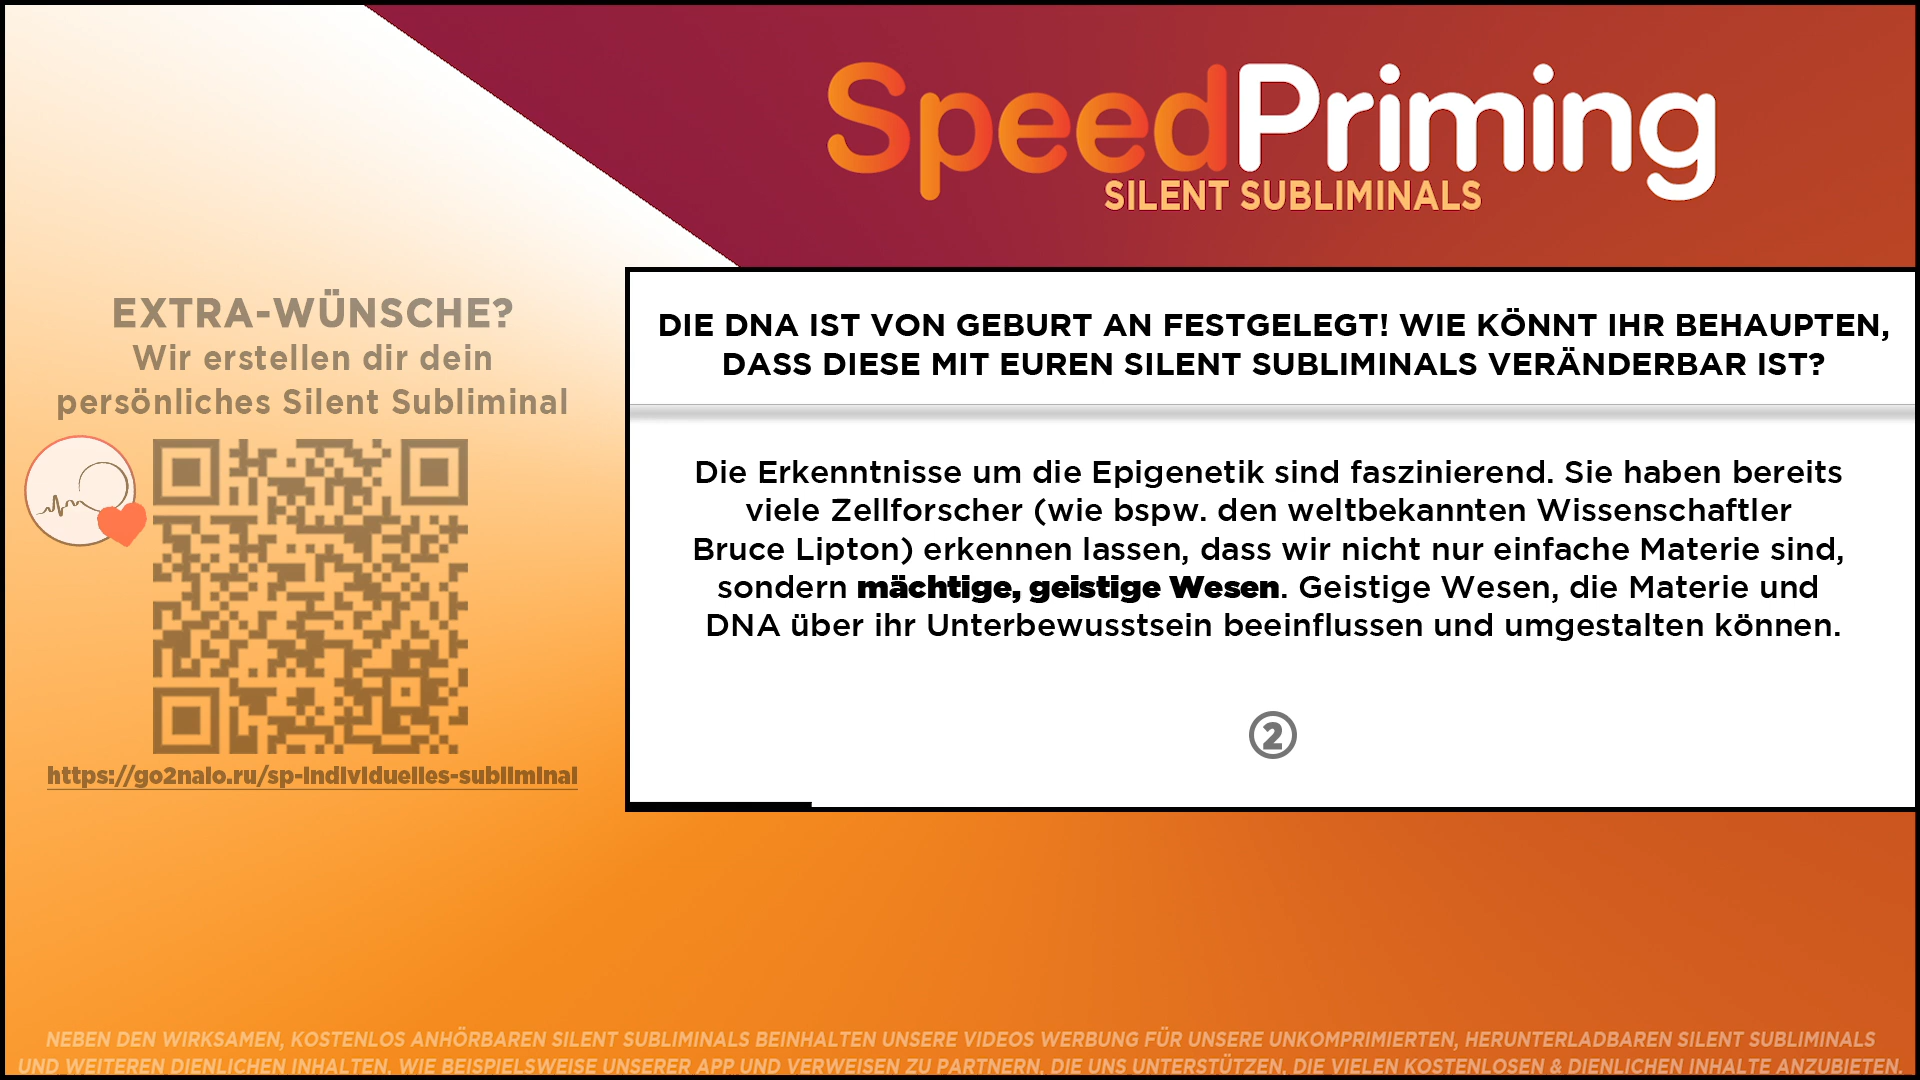 SpeedPriming
SILENT SUBLIMINALS
EXTRA-WÜNSCHE?
Wir erstellen dir dein
persönliches Silent Subliminal
https://go2nalo.ru/sp-individuelles-subliminal
DIE DNA IST VON GEBURT AN FESTGELEGT! WIE KÖNNT IHR BEHAUPTEN,
DASS DIESE MIT EUREN SILENT SUBLIMINALS VERÄNDERBAR IST?
Die Erkenntnisse um die Epigenetik sind faszinierend. Sie haben bereits
viele Zellforscher (wie bspw. den weltbekannten Wissenschaftler
Bruce Lipton) erkennen lassen, dass wir nicht nur einfache Materie sind,
sondern mächtige, geistige Wesen. Geistige Wesen, die Materie und
DNA über ihr Unterbewusstsein beeinflussen und umgestalten können.
2
NEBEN DEN WIRKSAMEN, KOSTENLOS ANHÖRBAREN SILENT SUBLIMINALS BEINHALTEN UNSERE VIDEOS WERBUNG FÜR UNSERE UNKOMPRIMIERTEN, HERUNTERLADBAREN SILENT SUBLIMINALS
UND WEITEREN DIENLICHEN INHALTEN, WIE BEISPIELSWEISE UNSERER APP UND VERWEISEN ZU PARTNERN, DIE UNS UNTERSTÜTZEN, DIE VIELEN KOSTENLOSEN & DIENLICHEN INHALTE ANZUBIETEN.